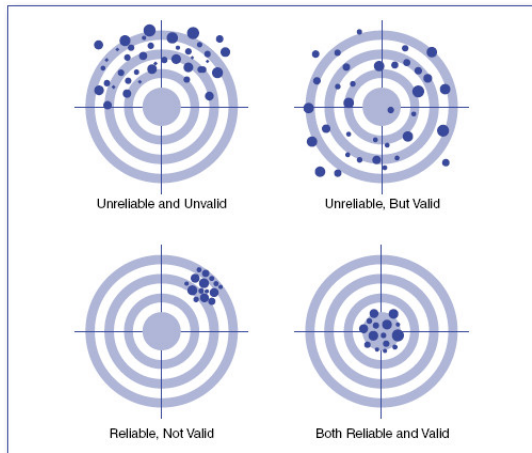 Unreliable and Unvalid
Unreliable, But Valid
Reliable, Not Valid
Both Reliable and Valid